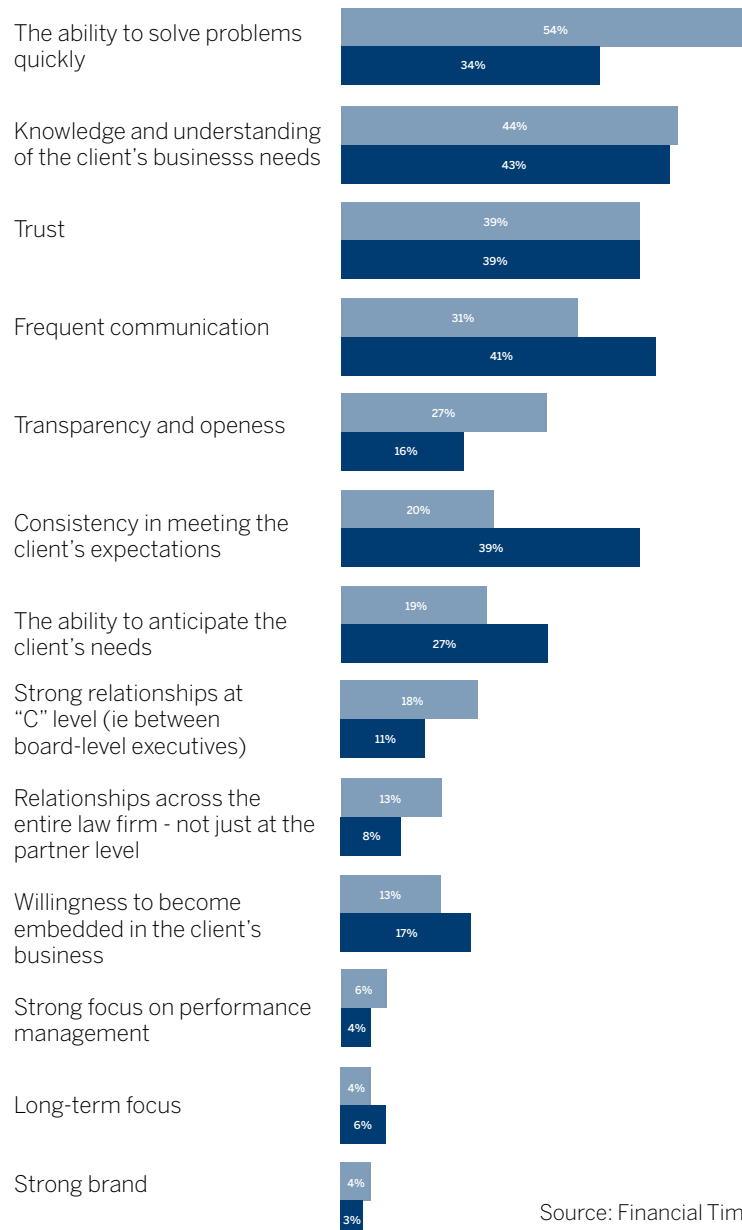 The ability to solve problems
quickly
54%
34%
Knowledge and understanding
of the client’s businesss needs
44%
43%
Trust
39%
39%
Frequent communication
31%
41%
Transparency and openess
27%
16%
Consistency in meeting the
client’s expectations
20%
39%
The ability to anticipate the
client’s needs
19%
27%
Strong relationships at
“C” level (ie between
board-level executives)
18%
11%
Relationships across the
entire law firm - not just at the
partner level
13%
8%
Willingness to become
embedded in the client’s
business
13%
17%
Strong focus on performance
management
6%
4%
Long-term focus
4%
6%
Strong brand
4%
3%
Source: Financial Tim